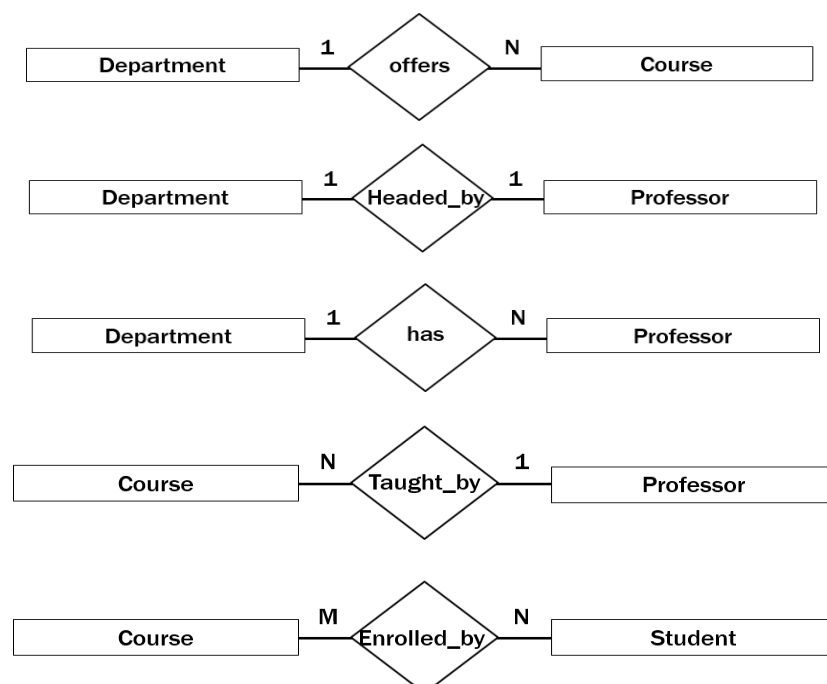 1 N
Department offers Course
1 1
Department Headed_by Professor
1 N
Department has Professor
N 1
Course Taught_by Professor
M N
Course Enrolled_by Student